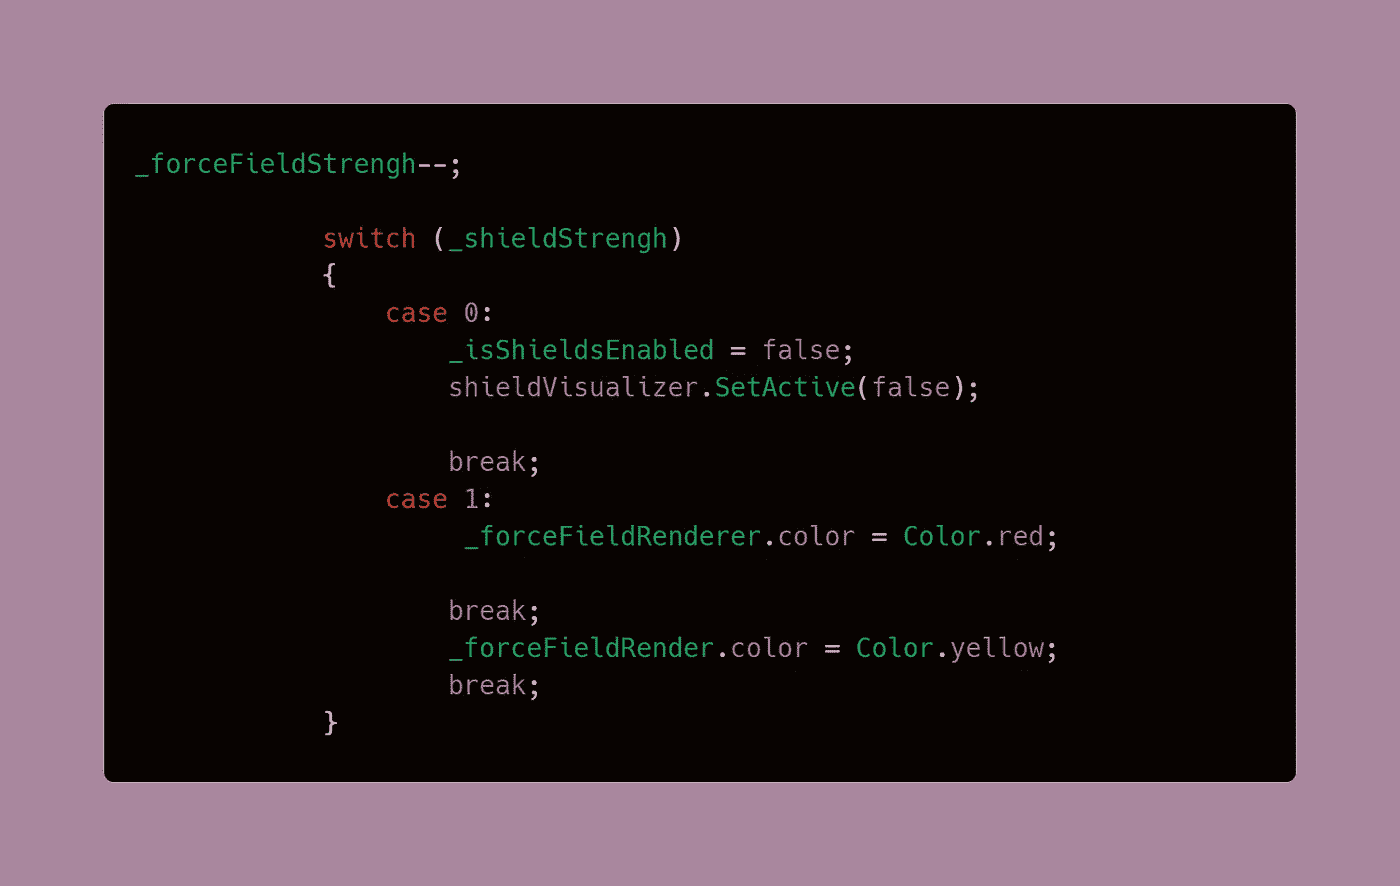 _forceFieldStrengh--;
switch (_shieldStrengh)
{
case 0:
_isShieldsEnabled = false;
shieldVisualizer.SetActive(false);
break;
case 1:
_forceFieldRenderer.color = Color.red;
break;
_forceFieldRender.color = Color.yellow;
break;
}